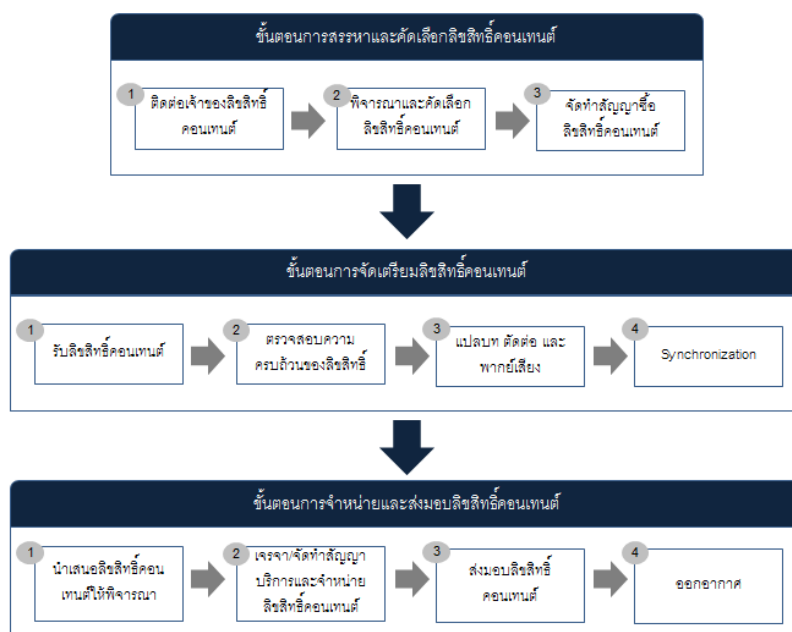 ขั้นตอนการสรรหาและคัดเลือกลิขสิทธิ์คอนเทนต์
1
ติดต่อเจ้าของลิขสิทธิ์
คอนเทนต์
2
พิจารณาและคัดเลือก
ลิขสิทธิ์คอนเทนต์
3
จัดทำสัญญาซื้อ
ลิขสิทธิ์คอนเทนต์
ขั้นตอนการจัดเตรียมลิขสิทธิ์คอนเทนต์
1
รับลิขสิทธิ์คอนเทนต์
2
ตรวจสอบความ
ครบถ้วนของลิขสิทธิ์
3
แปลบท ตัดต่อ และ
พากย์เสียง
4
Synchronization
ขั้นตอนการจำหน่ายและส่งมอบลิขสิทธิ์คอนเทนต์
1
นำเสนอลิขสิทธิ์คอน
เทนต์ให้พิจารณา
2
เจรจา/จัดทำสัญญา
บริการและจำหน่าย
ลิขสิทธิ์คอนเทนต์
3
ส่งมอบลิขสิทธิ์
คอนเทนต์
4
ออกอากาศ